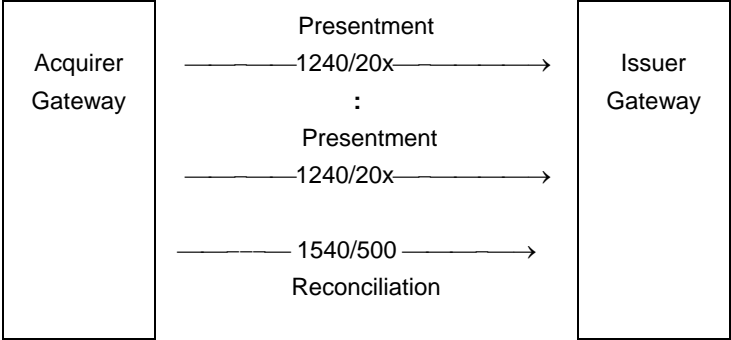 Presentment
Acquirer 1240/20x Issuer
Gateway : Gateway
Presentment
1240/20x
1540/500
Reconciliation